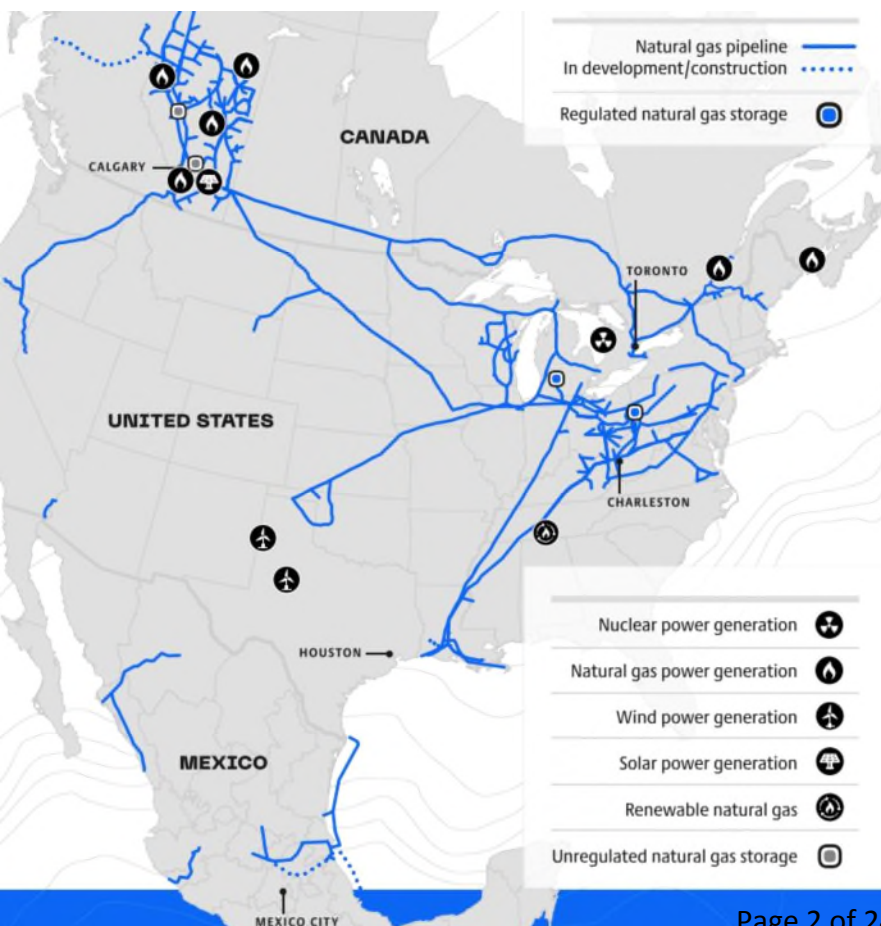 Natural gas pipeline
In development/construction
Regulated natural gas storage
CANADA
CALGARY
TORONTO
UNITED STATES
CHARLESTON
HOUSTON
MEXICO
MEXICO CITY
Nuclear power generation
Natural gas power generation
Wind power generation
Solar power generation
Renewable natural gas
Unregulated natural gas storage
Page 2 of 2